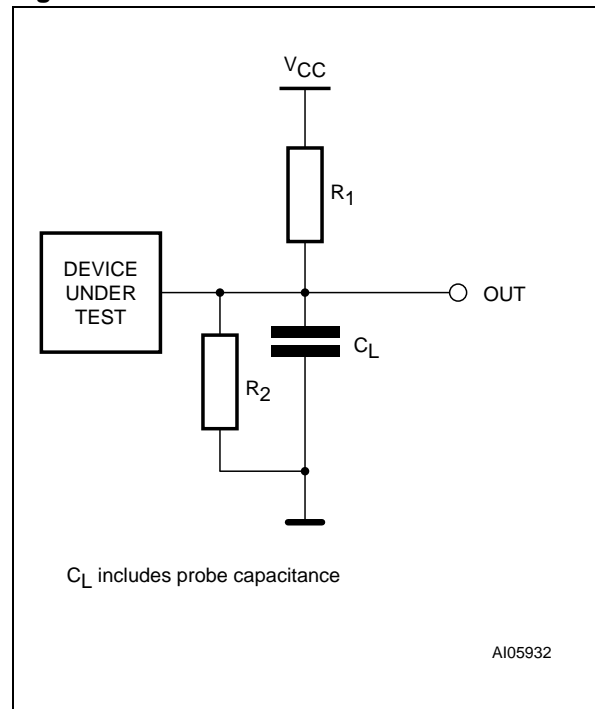 VCC
R1
DEVICE
UNDER
TEST
OUT
CL
R2
CL includes probe capacitance
AI05932